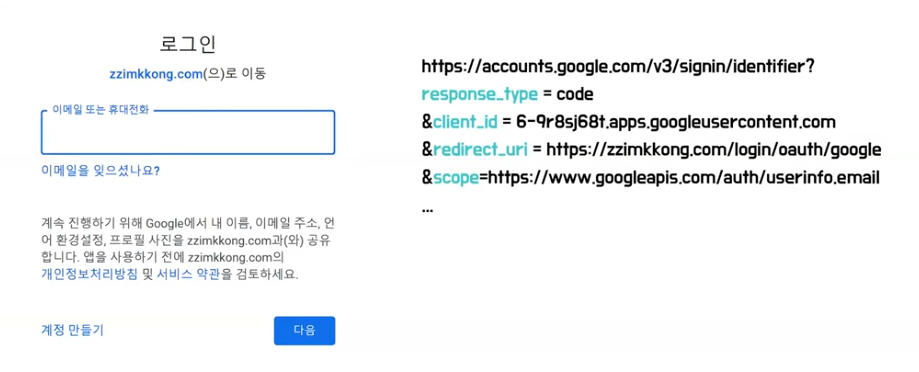 로그인
zzimkkong.com(으)로 이동
이메일 또는 휴대전화
이메일을 잊으셨나요?
계속 진행하기 위해 Google에서 내 이름, 이메일 주소, 언
어 환경설정, 프로필 사진을 zzimkkong.com과(와) 공유
합니다. 앱을 사용하기 전에 zzimkkong.com의
개인정보처리방침 및 서비스 약관을 검토하세요.
계정 만들기
다음
https://accounts.google.com/v3/signin/identifier?
response_type = code
&client_id = 6-9r8sj68t.apps.googleusercontent.com
&redirect_uri = https://zzimkkong.com/login/oauth/google
&scope=https://www.googleapis.com/auth/userinfo.email
...